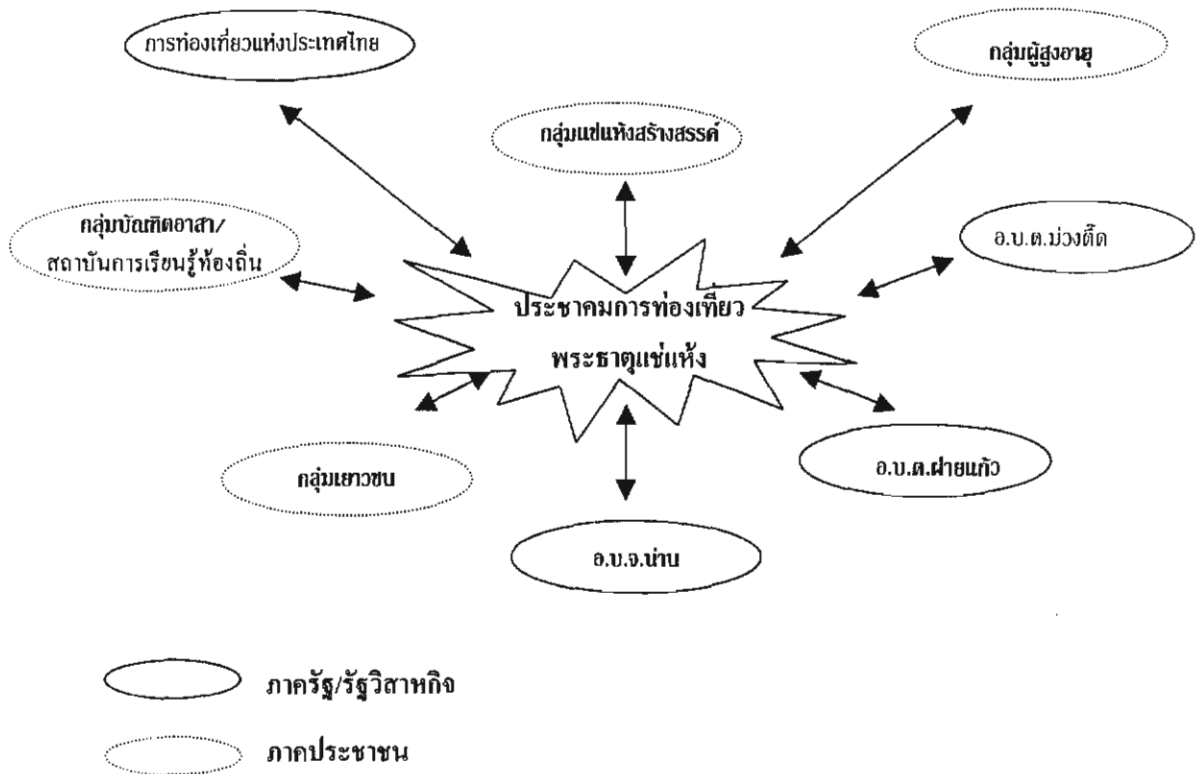 การท่องเที่ยวแห่งประเทศไทย
กลุ่มผู้สูงอายุ
กลุ่มแช่แห้งสร้างสรรค์
กลุ่มบัณฑิตอาสา/
สถาบันการเรียนรู้ท้องถิ่น
อ.บ.ต.ม่วงตึ๊ด
ประชาคมการท่องเที่ยว
พระธาตุแช่แห้ง
กลุ่มเยาวชน
อ.บ.ต.ฝายแก้ว
อ.บ.จ.น่าน
ภาครัฐ/รัฐวิสาหกิจ
ภาคประชาชน